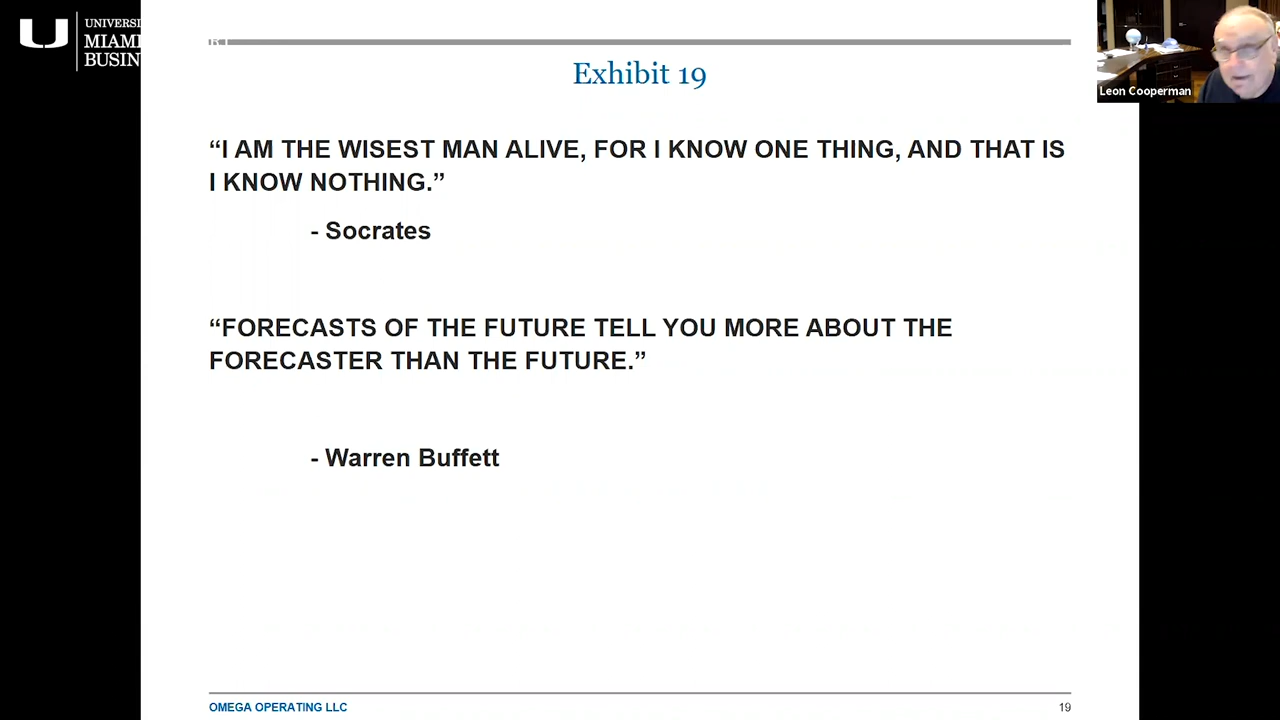 UNIVERSI
MIAMI
BUSIN
Exhibit 19
Leon Cooperman
“I AM THE WISEST MAN ALIVE, FOR I KNOW ONE THING, AND THAT IS
I KNOW NOTHING.”
- Socrates
“FORECASTS OF THE FUTURE TELL YOU MORE ABOUT THE
FORECASTER THAN THE FUTURE.”
- Warren Buffett
OMEGA OPERATING LLC
19